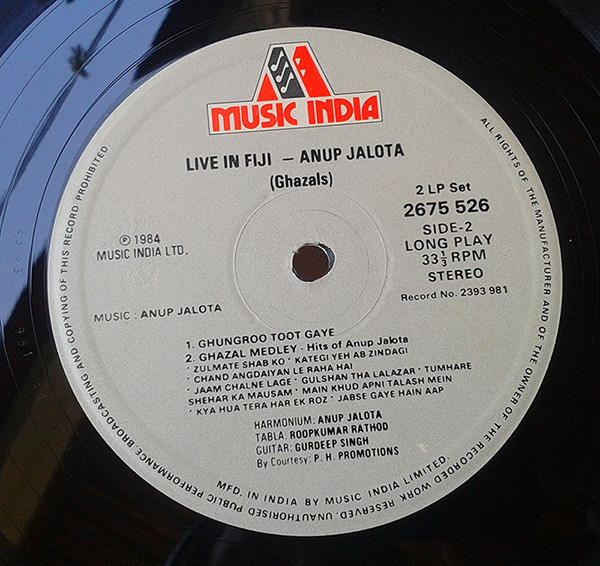 MUSIC INDIA
LIVE IN FIJI — ANUP JALOTA
(Ghazals)
2 LP Set
2675 526
SIDE-2
LONG PLAY
33⅓ RPM
STEREO
Record No. 2393 981
℗ 1984
MUSIC INDIA LTD.
MUSIC : ANUP JALOTA
1. GHUNGROO TOOT GAYE
2. GHAZAL MEDLEY - Hits of Anup Jalota
ZULMATE SHAB KO · KATEGI YEH AB ZINDAGI
· CHAND ANGDAIYAN LE RAHA HAI
· JAAM CHALNE LAGE · GULSHAN THA LALAZAR · TUMHARE
SHEHAR KA MAUSAM · MAIN KHUD APNI TALASH MEIN
· KYA HUA TERA HAR EK ROZ · JABSE GAYE HAIN AAP
HARMONIUM: ANUP JALOTA
TABLA: ROOPKUMAR RATHOD
GUITAR: GURDEEP SINGH
By Courtesy: P. H. PROMOTIONS
MFD. IN INDIA BY MUSIC INDIA LIMITED.
ALL RIGHTS OF THE MANUFACTURER AND OF THE OWNER OF THE RECORDED WORK RESERVED. UNAUTHORISED PUBLIC PERFORMANCE BROADCASTING AND COPYING OF THIS RECORD PROHIBITED.